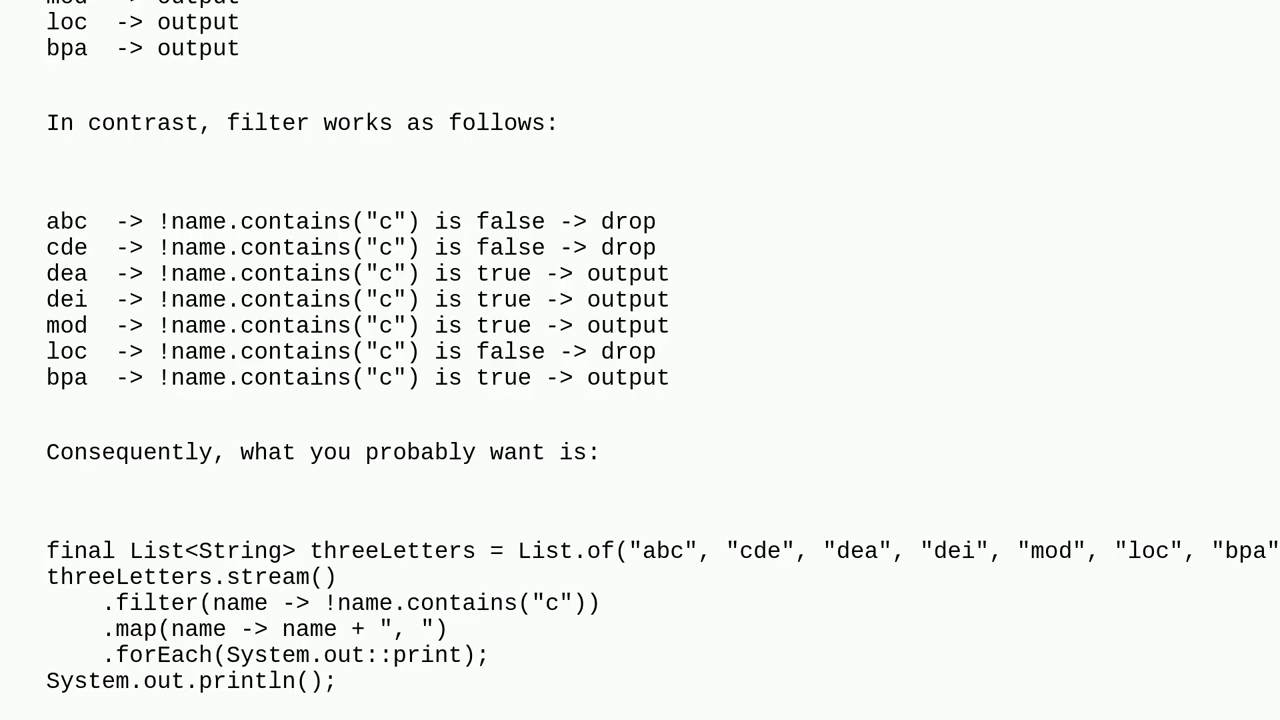 mod  -> output
loc  -> output
bpa  -> output
In contrast, filter works as follows:
abc  -> !name.contains("c") is false -> drop
cde  -> !name.contains("c") is false -> drop
dea  -> !name.contains("c") is true -> output
dei  -> !name.contains("c") is true -> output
mod  -> !name.contains("c") is true -> output
loc  -> !name.contains("c") is false -> drop
bpa  -> !name.contains("c") is true -> output
Consequently, what you probably want is:
final List<String> threeLetters = List.of("abc", "cde", "dea", "dei", "mod", "loc", "bpa"
threeLetters.stream()
    .filter(name -> !name.contains("c"))
    .map(name -> name + ", ")
    .forEach(System.out::print);
System.out.println();